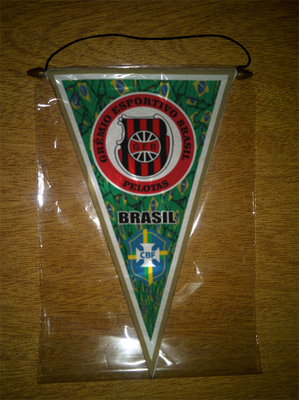 GRÊMIO ESPORTIVO BRASIL
G E B
PELOTAS
BRASIL
CBF